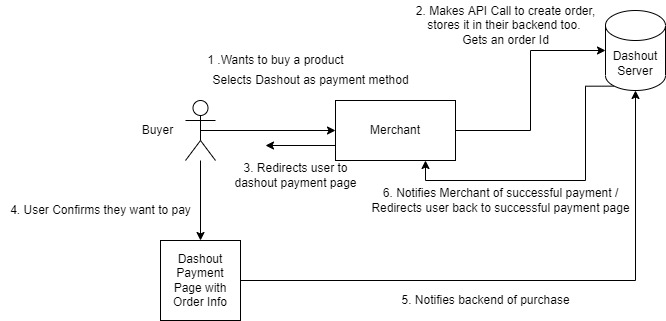 2. Makes API Call to create order,
stores it in their backend too.
Gets an order Id
Dashout
Server
1 .Wants to buy a product
Selects Dashout as payment method
Buyer
Merchant
3. Redirects user to
dashout payment page
6. Notifies Merchant of successful payment /
Redirects user back to successful payment page
4. User Confirms they want to pay
Dashout
Payment
Page with
Order Info
5. Notifies backend of purchase